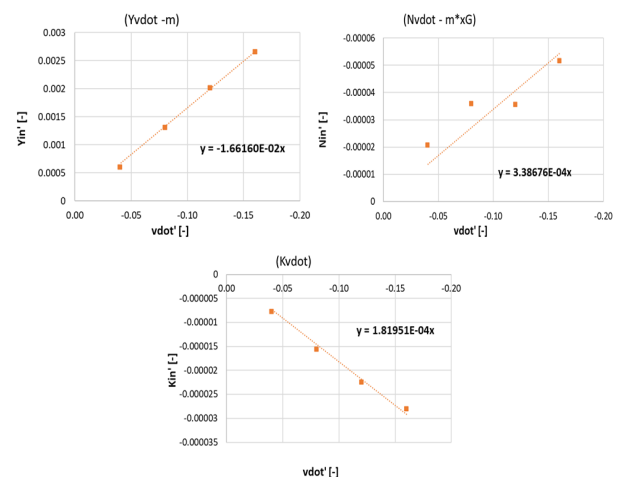 (Yvdot -m)
0.003
0.0025
0.002
0.0015
0.001
0.0005
0
Yin' [-]
y = -1.66160E-02x
0.00 -0.05 -0.10 -0.15 -0.20
vdot' [-]
(Nvdot - m*xG)
-0.00006
-0.00005
-0.00004
-0.00003
-0.00002
-0.00001
0
Nin' [-]
y = 3.38676E-04x
0.00 -0.05 -0.10 -0.15 -0.20
vdot' [-]
(Kvdot)
0
0.00 -0.05 -0.10 -0.15 -0.20
-0.000005
-0.00001
-0.000015
-0.00002
-0.000025
-0.00003
-0.000035
Kin' [-]
y = 1.81951E-04x
vdot' [-]